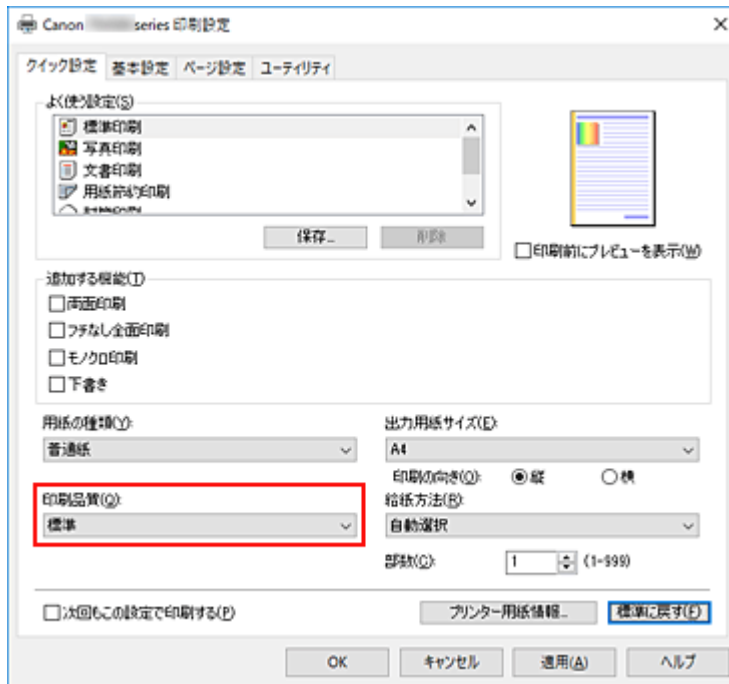 Canon series 印刷設定
クイック設定 基本設定 ページ設定 ユーティリティ
よく使う設定(S)
標準印刷
写真印刷
文書印刷
用紙節約印刷
保存...
削除
印刷前にプレビューを表示(W)
追加する機能(T)
両面印刷
フチなし全面印刷
モノクロ印刷
下書き
用紙の種類(Y):
普通紙
出力用紙サイズ(E):
A4
印刷の向き(O): 縦 横
印刷品質(Q):
標準
給紙方法(R):
自動選択
部数(C): 1 (1-999)
次回もこの設定で印刷する(P)
プリンター用紙情報...
標準に戻す(F)
OK キャンセル 適用(A) ヘルプ